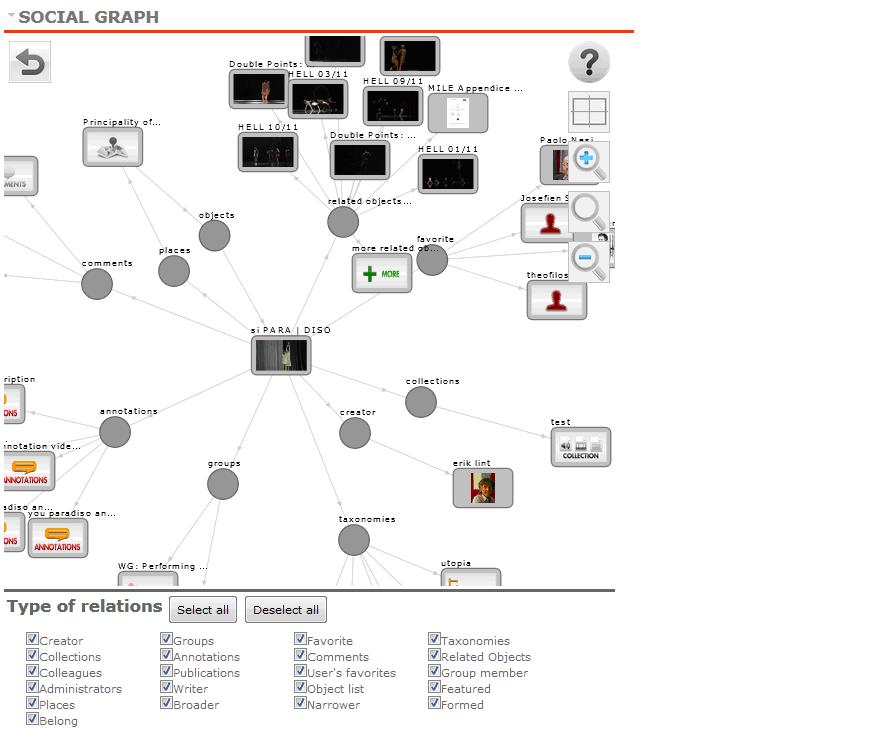 SOCIAL GRAPH
?
Double Points: ...
HELL 03/11
HELL 09/11
MILE Appendice ...
Principality of...
HELL 10/11
Double Points: ...
HELL 01/11
MENTS
Josefien S
objects
related objects...
favorite
places
more related ob...
comments
MORE
theofilos
si PARA | DISO
ription
collections
annotations
creator
ONS
test
nnotation vide...
COLLECTION
groups
erik lint
ANNOTATIONS
adiso an...
you paradiso an...
taxonomies
ONS
ANNOTATIONS
WG: Performing ...
utopia
Type of relations
Select all
Deselect all
Creator Groups Favorite Taxonomies
Collections Annotations Comments Related Objects
Colleagues Publications User's favorites Group member
Administrators Writer Object list Featured
Places Broader Narrower Formed
Belong